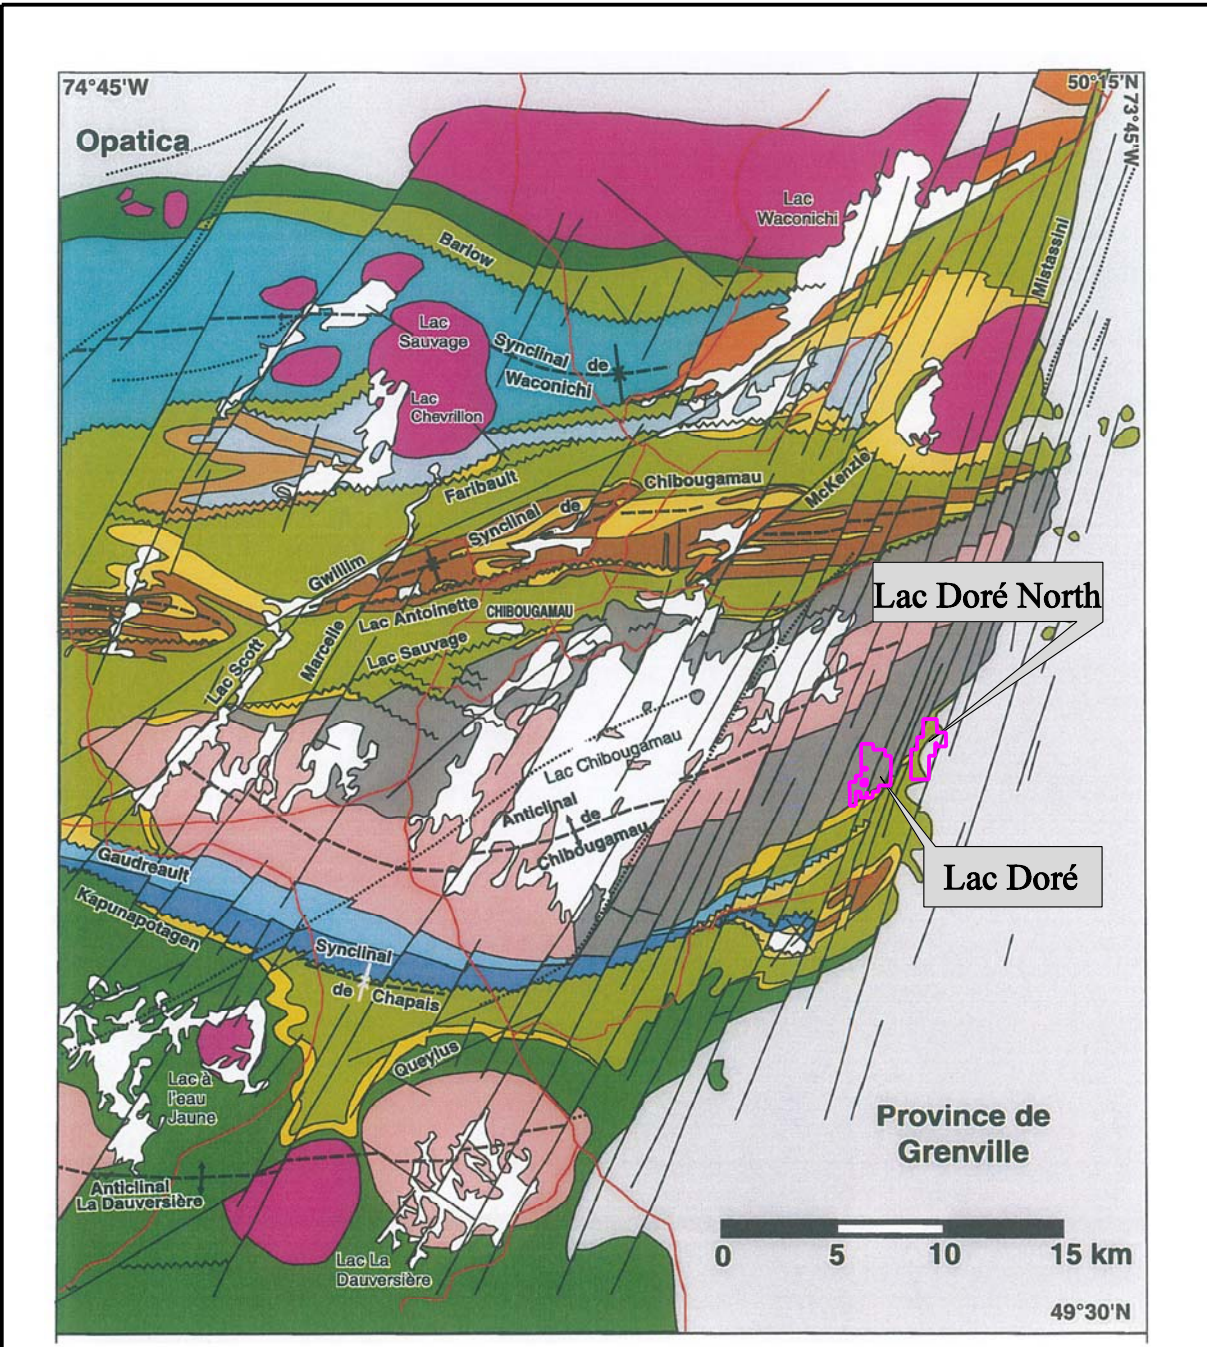 74°45'W
50°15'N
73°45'W
Opatica
Lac
Waconichi
Barlow
Mistassini
Lac
Sauvage
Synclinal de
Waconichi
Lac
Chevrillon
Faribault
Chibougamau
McKenzie
Synclinal de
Gwillim
Lac Doré North
Lac Antoinette
CHIBOUGAMAU
Marcelle
Lac Sauvage
Lac Scott
Lac Chibougamau
Anticlinal
de
Chibougamau
Lac Doré
Gaudreault
Kapunapotagen
Synclinal
de Chapais
Queylus
Lac à
l'eau
Jaune
Province de
Grenville
Anticlinal
La Dauversière
Lac La
Dauversière
0 5 10 15 km
49°30'N